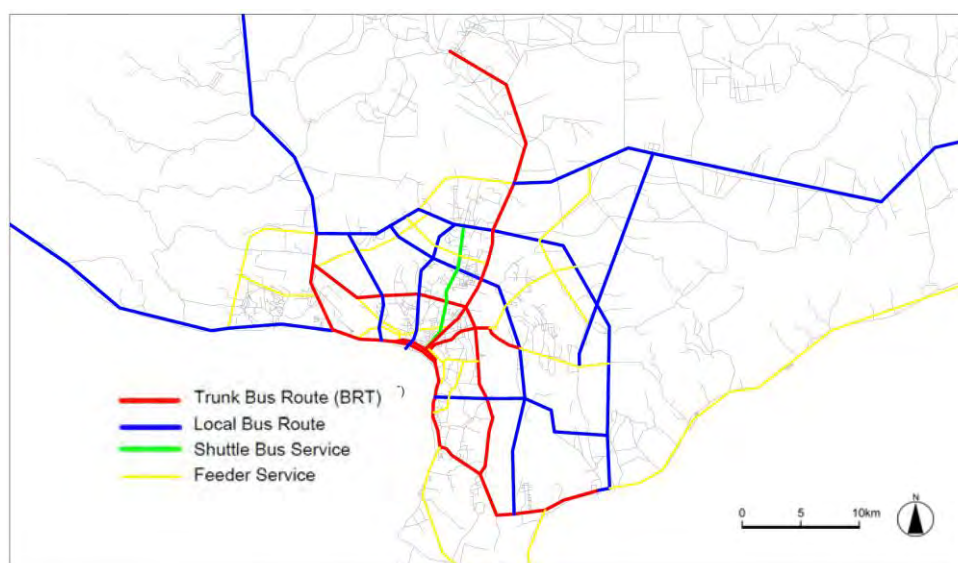 Trunk Bus Route (BRT)
Local Bus Route
Shuttle Bus Service
Feeder Service
N
0 5 10km